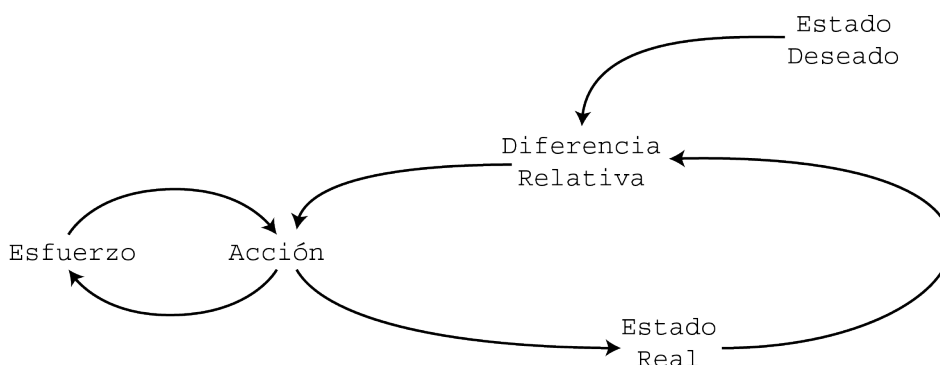 Estado
Deseado
Diferencia
Relativa
Esfuerzo
Acción
Estado
Real